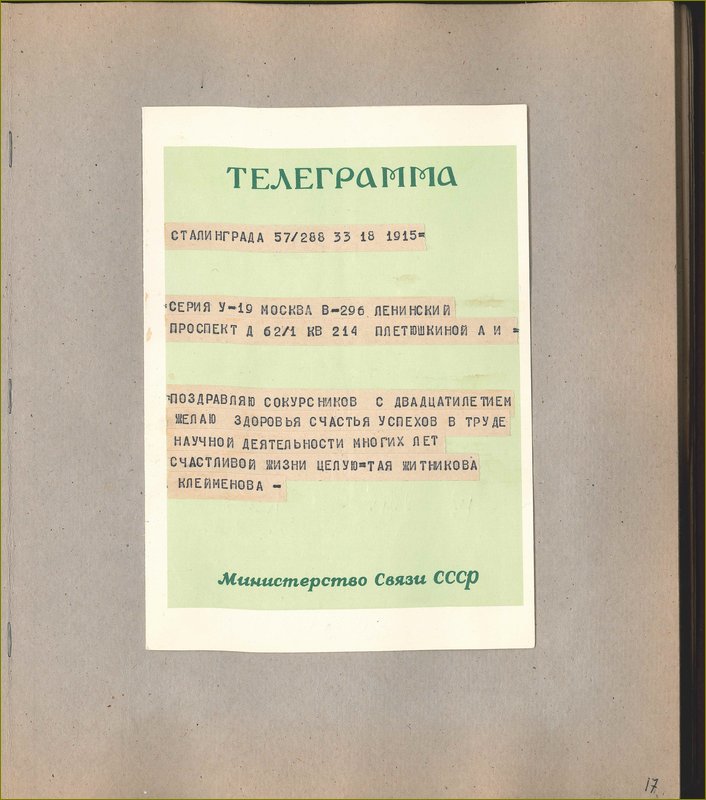 ТЕЛЕГРАММА
СТАЛИНГРАДА 57/288 33 18 1915=
СЕРИЯ У-19 МОСКВА В-296 ЛЕНИНСКИЙ
ПРОСПЕКТ Д 62/1 КВ 214 ПЛЕТЮШКИНОЙ А И =
ПОЗДРАВЛЯЮ СОКУРСНИКОВ С ДВАДЦАТИЛЕТИЕМ
ЖЕЛАЮ ЗДОРОВЬЯ СЧАСТЬЯ УСПЕХОВ В ТРУДЕ
НАУЧНОЙ ДЕЯТЕЛЬНОСТИ МНОГИХ ЛЕТ
СЧАСТЛИВОЙ ЖИЗНИ ЦЕЛУЮ=ТАЯ ЖИТНИКОВА
КЛЕЙМЕНОВА -
Министерство Связи СССР
17